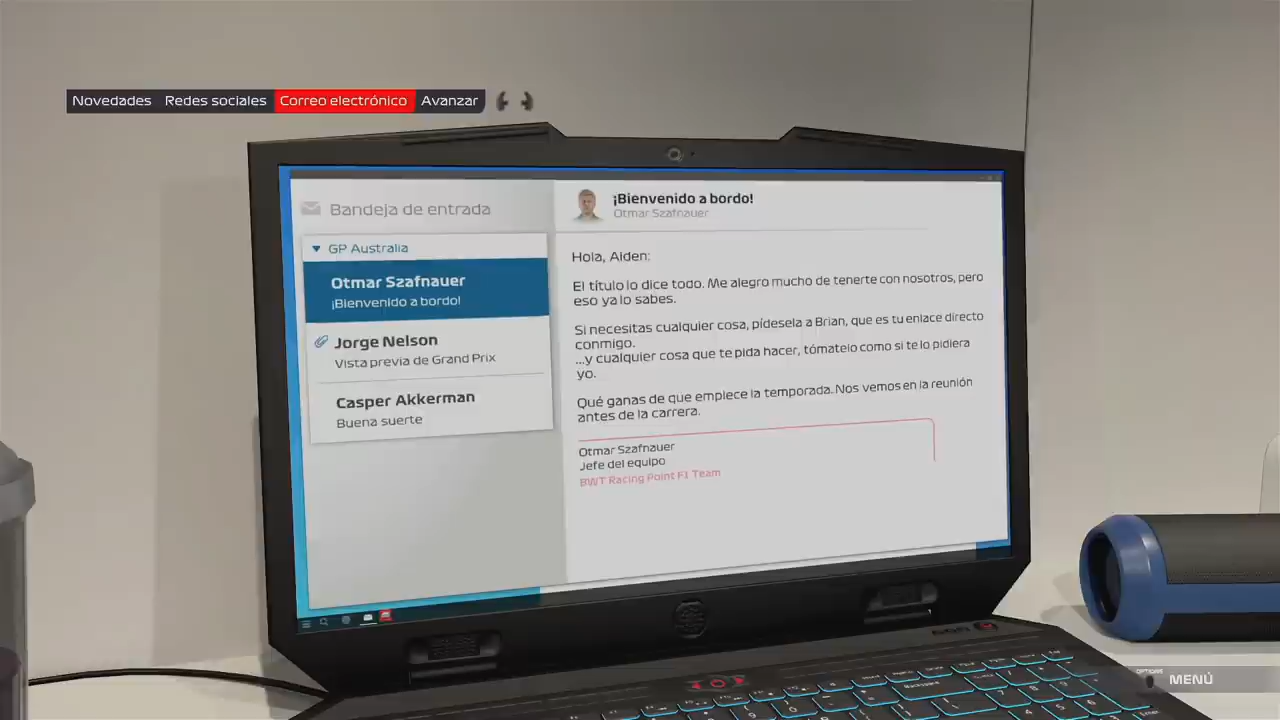 Novedades Redes sociales Correo electrónico Avanzar
Bandeja de entrada
GP Australia
Otmar Szafnauer
¡Bienvenido a bordo!
Jorge Nelson
Vista previa de Grand Prix
Casper Akkerman
Buena suerte
¡Bienvenido a bordo!
Otmar Szafnauer
Hola, Aiden:
El título lo dice todo. Me alegro mucho de tenerte con nosotros, pero
eso ya lo sabes.
Si necesitas cualquier cosa, pídesela a Brian, que es tu enlace directo
conmigo.
...y cualquier cosa que te pida hacer, tómatelo como si te lo pidiera
yo.
Qué ganas de que empiece la temporada. Nos vemos en la reunión
antes de la carrera.
Otmar Szafnauer
Jefe del equipo
BWT Racing Point F1 Team
OPTIONS
MENÚ